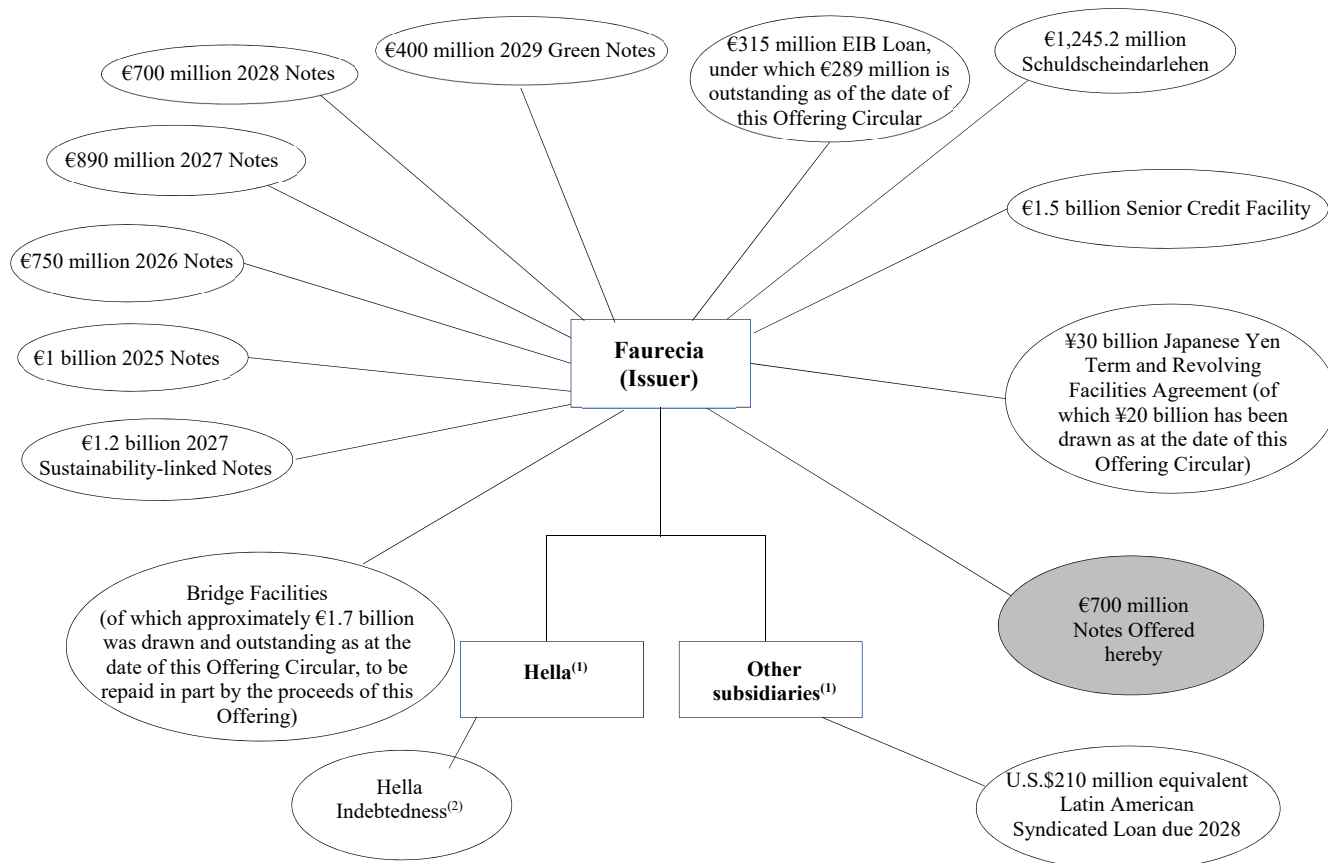 €400 million 2029 Green Notes
€315 million EIB Loan,
under which €289 million is
outstanding as of the date of
this Offering Circular
€1,245.2 million
Schuldscheindarlehen
€700 million 2028 Notes
€890 million 2027 Notes
€1.5 billion Senior Credit Facility
€750 million 2026 Notes
Faurecia
(Issuer)
€1 billion 2025 Notes
¥30 billion Japanese Yen
Term and Revolving
Facilities Agreement (of
which ¥20 billion has been
drawn as at the date of this
Offering Circular)
€1.2 billion 2027
Sustainability-linked Notes
Bridge Facilities
(of which approximately €1.7 billion
was drawn and outstanding as at the
date of this Offering Circular, to be
repaid in part by the proceeds of this
Offering)
€700 million
Notes Offered
hereby
Hella(1)
Other
subsidiaries(1)
Hella
Indebtedness(2)
U.S.$210 million equivalent
Latin American
Syndicated Loan due 2028